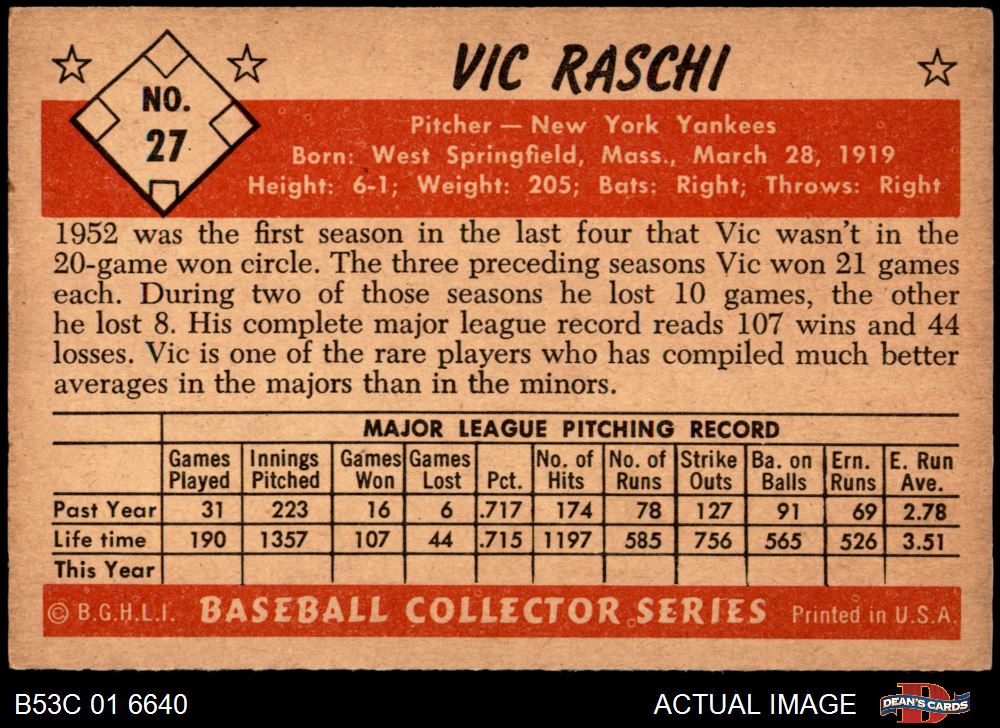 VIC RASCHI
NO.
27
Pitcher — New York Yankees
Born: West Springfield, Mass., March 28, 1919
Height: 6-1; Weight: 205; Bats: Right; Throws: Right
1952 was the first season in the last four that Vic wasn't in the
20-game won circle. The three preceding seasons Vic won 21 games
each. During two of those seasons he lost 10 games, the other
he lost 8. His complete major league record reads 107 wins and 44
losses. Vic is one of the rare players who has compiled much better
averages in the majors than in the minors.
MAJOR LEAGUE PITCHING RECORD
Games Innings Games Games No. of No. of Strike Ba. on Ern. E. Run
Played Pitched Won Lost Pct. Hits Runs Outs Balls Runs Ave.
Past Year 31 223 16 6 .717 174 78 127 91 69 2.78
Life time 190 1357 107 44 .715 1197 585 756 565 526 3.51
This Year
© B.G.H.L.I. BASEBALL COLLECTOR SERIES Printed in U.S.A.
B53C 01 6640 ACTUAL IMAGE DEAN'S CARDS